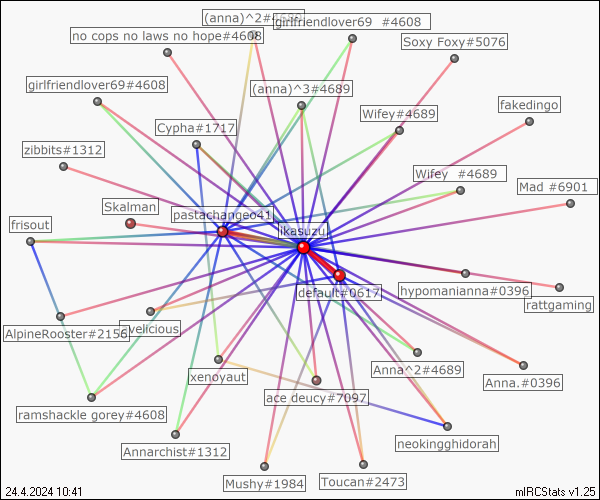 (anna)^2#4689
girlfriendlover69 #4608
no cops no laws no hope#4608
Soxy Foxy#5076
girlfriendlover69#4608
(anna)^3#4689
fakedingo
Wifey#4689
Cypha#1717
zibbits#1312
Wifey #4689
Mad #6901
Skalman
pastachangeo41
frisout
likasuzu
default#0617
hypomanianna#0396
rattgaming
AlpineRooster#2156
velicious
Anna^2#4689
xenoyaut
Anna.#0396
ace deucy#7097
ramshackle gorey#4608
neokingghidorah
Annarchist#1312
Mushy#1984
Toucan#2473
24.4.2024 10:41
mIRCStats v1.25